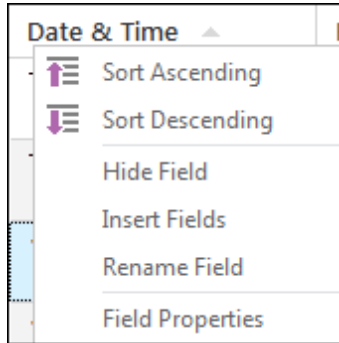 Date & Time
Sort Ascending
Sort Descending
Hide Field
Insert Fields
Rename Field
Field Properties